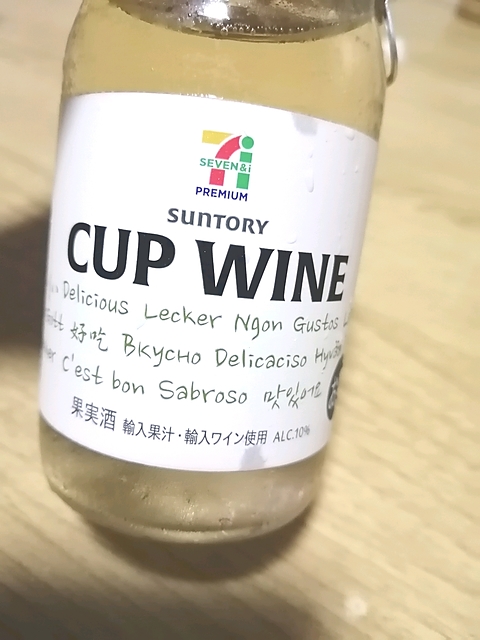 SEVEN&i
PREMIUM
SUNTORY
CUP WINE
Delicious Lecker Ngon Gustos
好吃 Вкусно Delicaciso
C'est bon Sabroso 맛있어요
果実酒 輸入果汁・輸入ワイン使用 ALC.10%